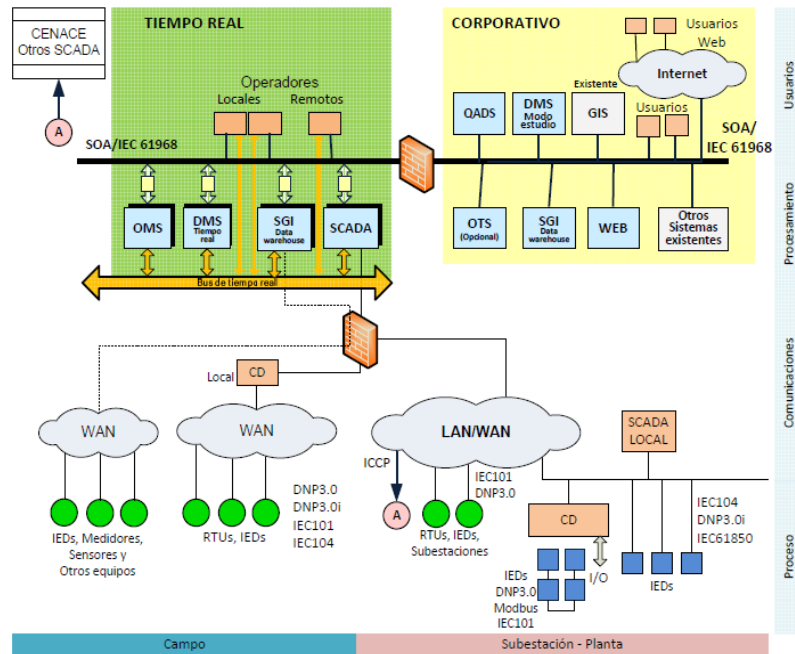 CENACE
Otros SCADA
A
TIEMPO REAL
Operadores
Locales
Remotos
SOA/IEC 61968
OMS
DMS
Tiempo
real
SGI
Data
warehouse
SCADA
Bus de tiempo real
CORPORATIVO
Usuarios
Web
Internet
QADS
DMS
Modo
estudio
Existente
GIS
Usuarios
SOA/
IEC 61968
OTS
(Opcional)
SGI
Data
warehouse
WEB
Otros
Sistemas
existentes
Usuarios
Procesamiento
Comunicaciones
Proceso
Local
CD
WAN
WAN
LAN/WAN
SCADA
LOCAL
ICCP
A
IEC101
DNP3.0
RTUs, IEDs,
Subestaciones
IEDs, Medidores,
Sensores y
Otros equipos
RTUs, IEDs
DNP3.0
DNP3.0i
IEC101
IEC104
CD
I/O
IEDs
DNP3.0
Modbus
IEC101
IEDs
IEC104
DNP3.0i
IEC61850
Campo
Subestación - Planta